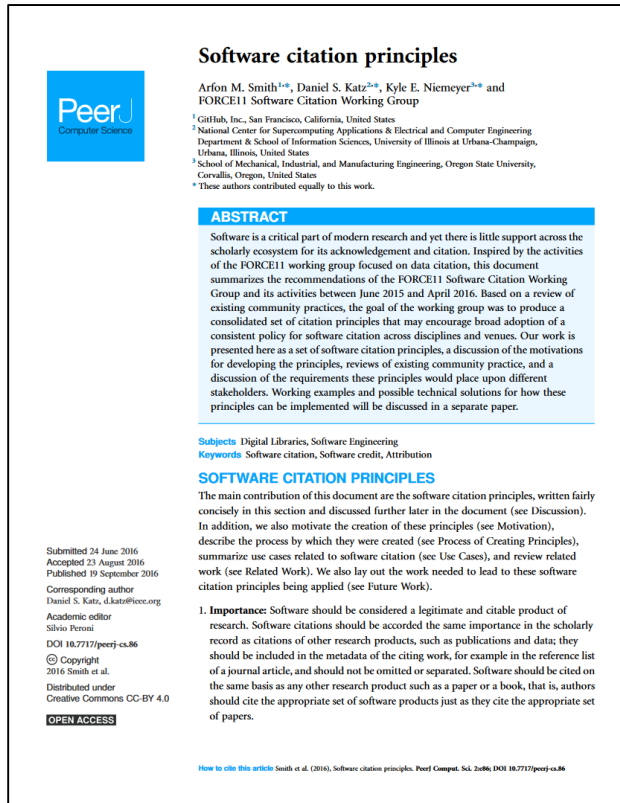 Software citation principles
Arfon M. Smith1,*, Daniel S. Katz2,*, Kyle E. Niemeyer3,* and
FORCE11 Software Citation Working Group
1 GitHub, Inc., San Francisco, California, United States
2 National Center for Supercomputing Applications & Electrical and Computer Engineering
Department & School of Information Sciences, University of Illinois at Urbana-Champaign,
Urbana, Illinois, United States
3 School of Mechanical, Industrial, and Manufacturing Engineering, Oregon State University,
Corvallis, Oregon, United States
* These authors contributed equally to this work.
PeerJ
Computer Science
ABSTRACT
Software is a critical part of modern research and yet there is little support across the
scholarly ecosystem for its acknowledgement and citation. Inspired by the activities
of the FORCE11 working group focused on data citation, this document
summarizes the recommendations of the FORCE11 Software Citation Working
Group and its activities between June 2015 and April 2016. Based on a review of
existing community practices, the goal of the working group was to produce a
consolidated set of citation principles that may encourage broad adoption of a
consistent policy for software citation across disciplines and venues. Our work is
presented here as a set of software citation principles, a discussion of the motivations
for developing the principles, reviews of existing community practice, and a
discussion of the requirements these principles would place upon different
stakeholders. Working examples and possible technical solutions for how these
principles can be implemented will be discussed in a separate paper.
Subjects Digital Libraries, Software Engineering
Keywords Software citation, Software credit, Attribution
SOFTWARE CITATION PRINCIPLES
The main contribution of this document are the software citation principles, written fairly
concisely in this section and discussed further later in the document (see Discussion).
In addition, we also motivate the creation of these principles (see Motivation),
describe the process by which they were created (see Process of Creating Principles),
summarize use cases related to software citation (see Use Cases), and review related
work (see Related Work). We also lay out the work needed to lead to these software
citation principles being applied (see Future Work).
1. Importance: Software should be considered a legitimate and citable product of
research. Software citations should be accorded the same importance in the scholarly
record as citations of other research products, such as publications and data; they
should be included in the metadata of the citing work, for example in the reference list
of a journal article, and should not be omitted or separated. Software should be cited on
the same basis as any other research product such as a paper or a book, that is, authors
should cite the appropriate set of software products just as they cite the appropriate set
of papers.
Submitted 24 June 2016
Accepted 23 August 2016
Published 19 September 2016
Corresponding author
Daniel S. Katz, d.katz@ieee.org
Academic editor
Silvio Peroni
DOI 10.7717/peerj-cs.86
Copyright
2016 Smith et al.
Distributed under
Creative Commons CC-BY 4.0
OPEN ACCESS
How to cite this article Smith et al. (2016), Software citation principles. PeerJ Comput. Sci. 2:e86; DOI 10.7717/peerj-cs.86